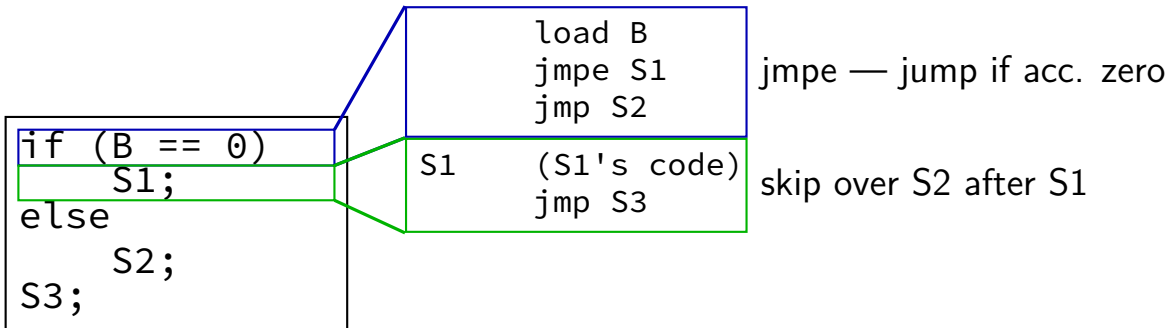 load B
jmpe S1
jmp S2
jmpe — jump if acc. zero
if (B == 0)
S1;
else
S2;
S3;
S1 (S1's code)
jmp S3
skip over S2 after S1